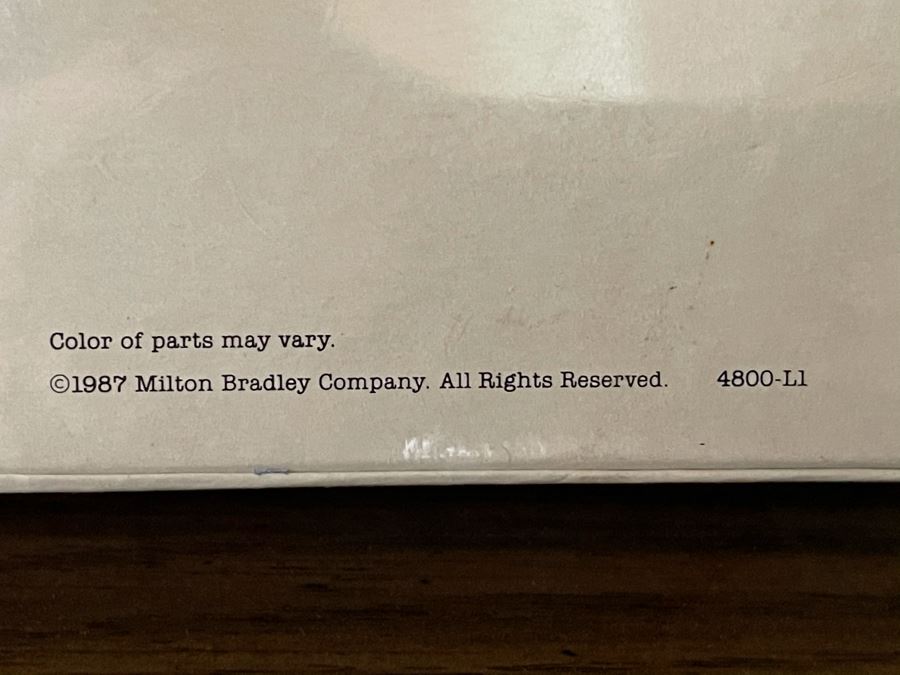 Color of parts may vary.
©1987 Milton Bradley Company. All Rights Reserved. 4800-L1